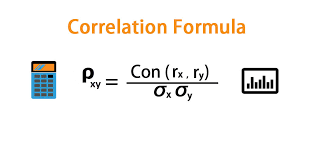 Correlation Formula
ρxy = Con (rx , ry) / σx σy